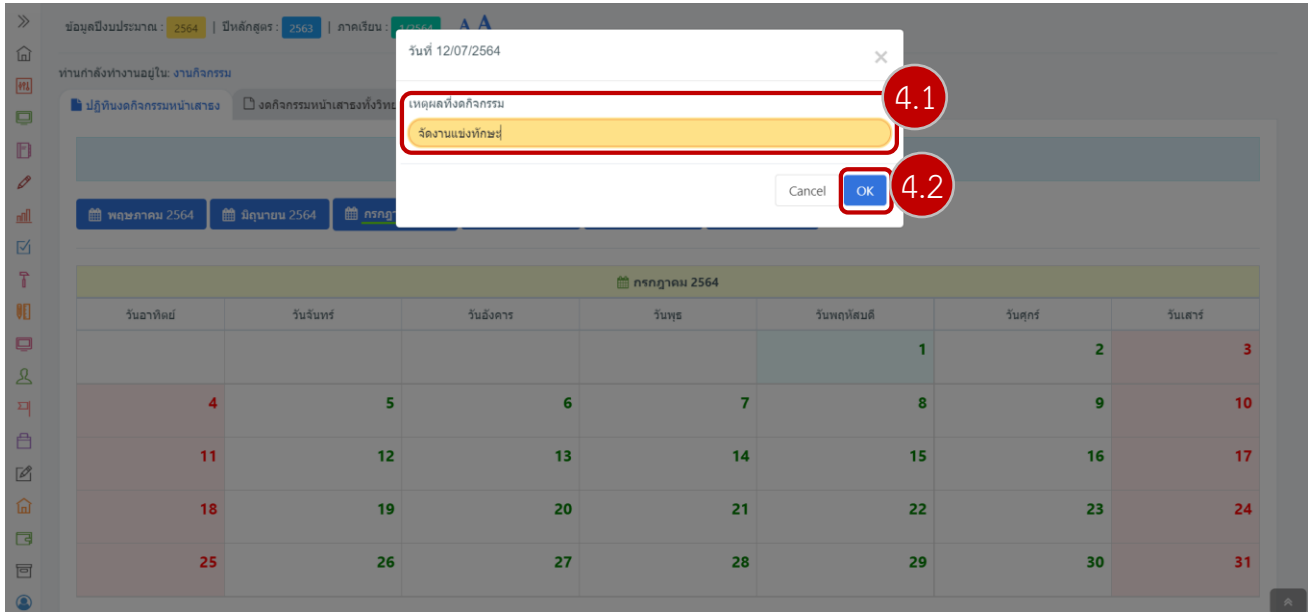 ข้อมูลปีงบประมาณ : 2564 | ปีหลักสูตร : 2563 | ภาคเรียน : 1/2564 A A
วันที่ 12/07/2564 ×
ท่านกำลังทำงานอยู่ใน: งานกิจกรรม
ปฏิทินงดกิจกรรมหน้าเสาธง งดกิจกรรมหน้าเสาธงทั้งวิทย
เหตุผลที่งดกิจกรรม 4.1
จัดงานแข่งทักษะ
Cancel OK 4.2
พฤษภาคม 2564 มิถุนายน 2564 กรกฎา
กรกฎาคม 2564
วันอาทิตย์ วันจันทร์ วันอังคาร วันพุธ วันพฤหัสบดี วันศุกร์ วันเสาร์
1 2 3
4 5 6 7 8 9 10
11 12 13 14 15 16 17
18 19 20 21 22 23 24
25 26 27 28 29 30 31